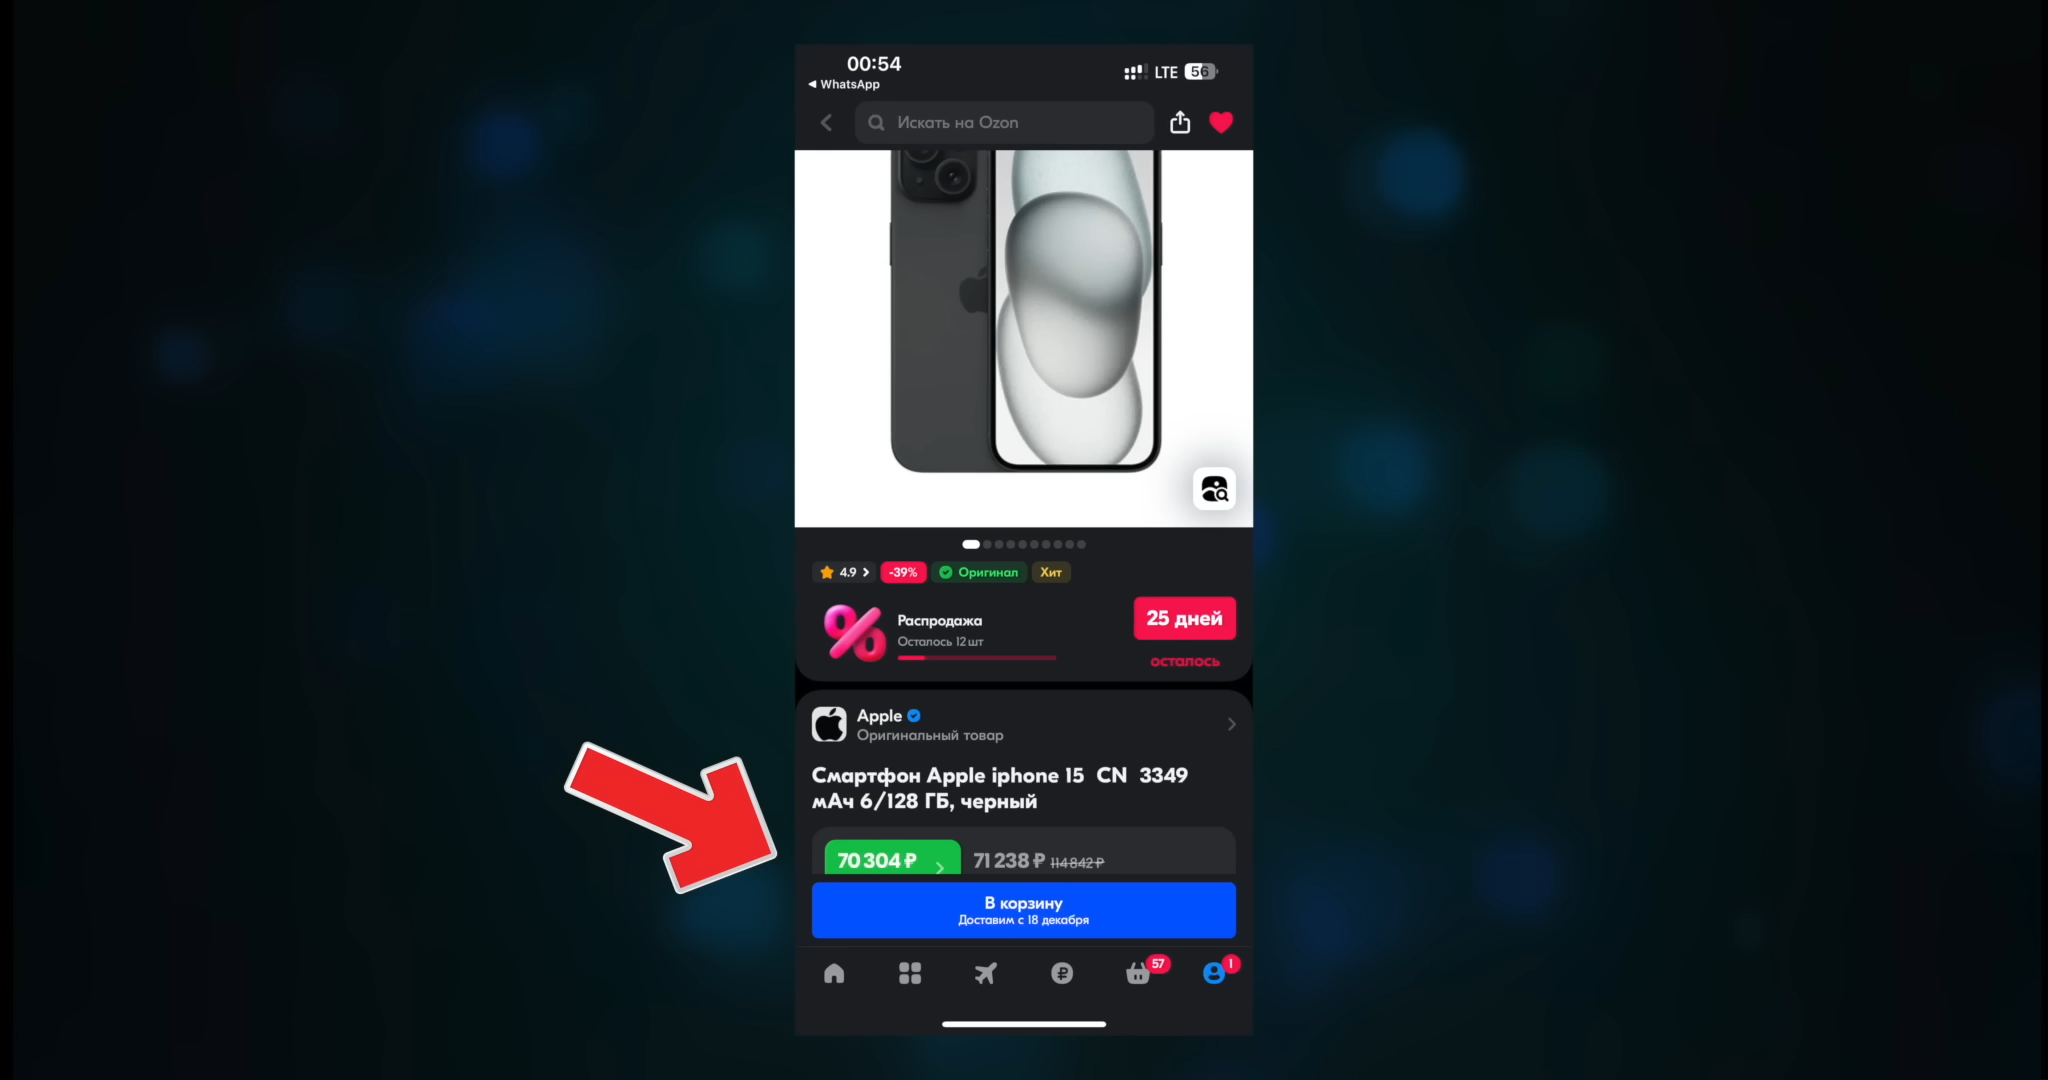 00:54
LTE 56
◀ WhatsApp
Искать на Ozon
4.9 -39% Оригинал Хит
Распродажа
Осталось 12 шт
25 дней
осталось
Apple
Оригинальный товар
Смартфон Apple iphone 15 CN 3349
мАч 6/128 ГБ, черный
70 304 ₽ 71 238 ₽ 114 842 ₽
В корзину
Доставим с 18 декабря
57 1